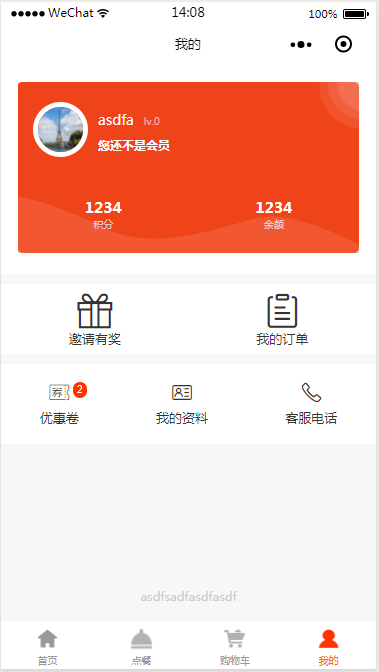 WeChat 14:08 100%
我的
asdfa lv.0
您还不是会员
1234 1234
积分 余额
邀请有奖 我的订单
券 2
优惠卷 我的资料 客服电话
asdfsadfasdfasdf
首页 点餐 购物车 我的